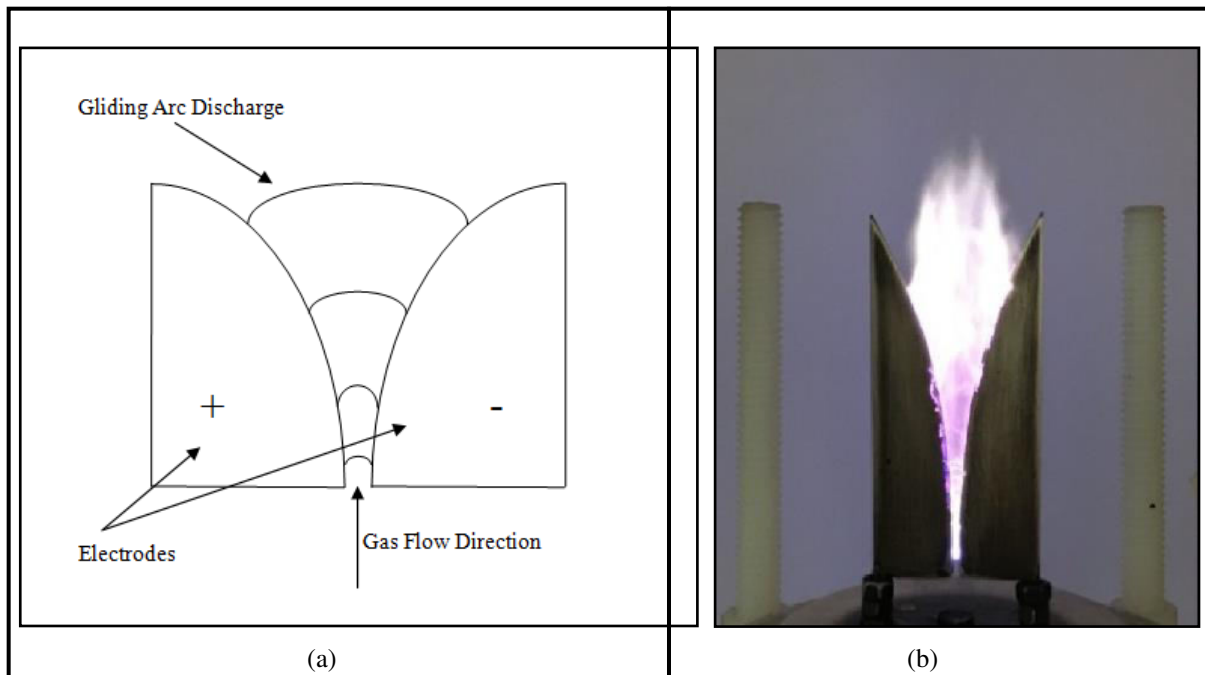 Gliding Arc Discharge
+
-
Electrodes
Gas Flow Direction
(a)
(b)